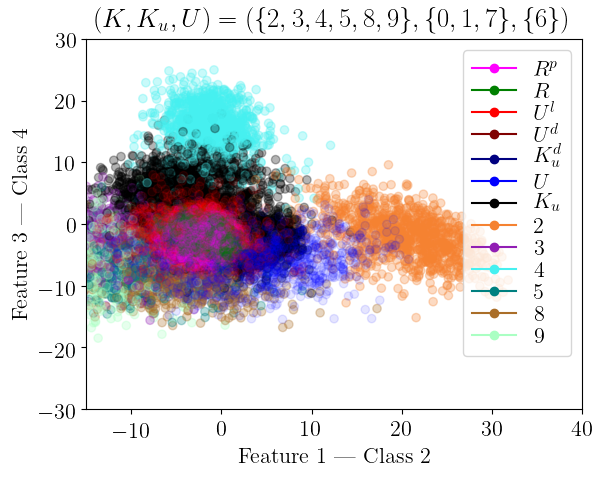 (K, K_u, U) = ({2, 3, 4, 5, 8, 9}, {0, 1, 7}, {6})
30
20
10
0
−10
−20
−30
−10
0
10
20
30
40
Feature 3 — Class 4
Feature 1 — Class 2
R^p
R
U^l
U^d
K_u^d
U
K_u
2
3
4
5
8
9